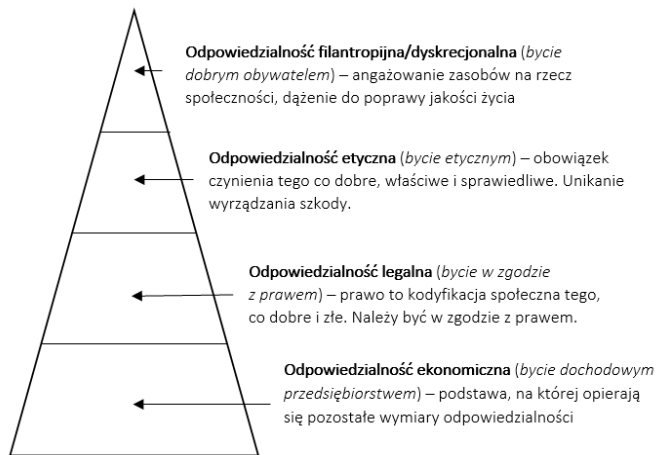 Odpowiedzialność filantropijna/dyskrecjonalna (bycie
dobrym obywatelem) – angażowanie zasobów na rzecz
społeczności, dążenie do poprawy jakości życia
Odpowiedzialność etyczna (bycie etycznym) – obowiązek
czynienia tego co dobre, właściwe i sprawiedliwe. Unikanie
wyrządzania szkody.
Odpowiedzialność legalna (bycie w zgodzie
z prawem) – prawo to kodyfikacja społeczna tego,
co dobre i złe. Należy być w zgodzie z prawem.
Odpowiedzialność ekonomiczna (bycie dochodowym
przedsiębiorstwem) – podstawa, na której opierają
się pozostałe wymiary odpowiedzialności